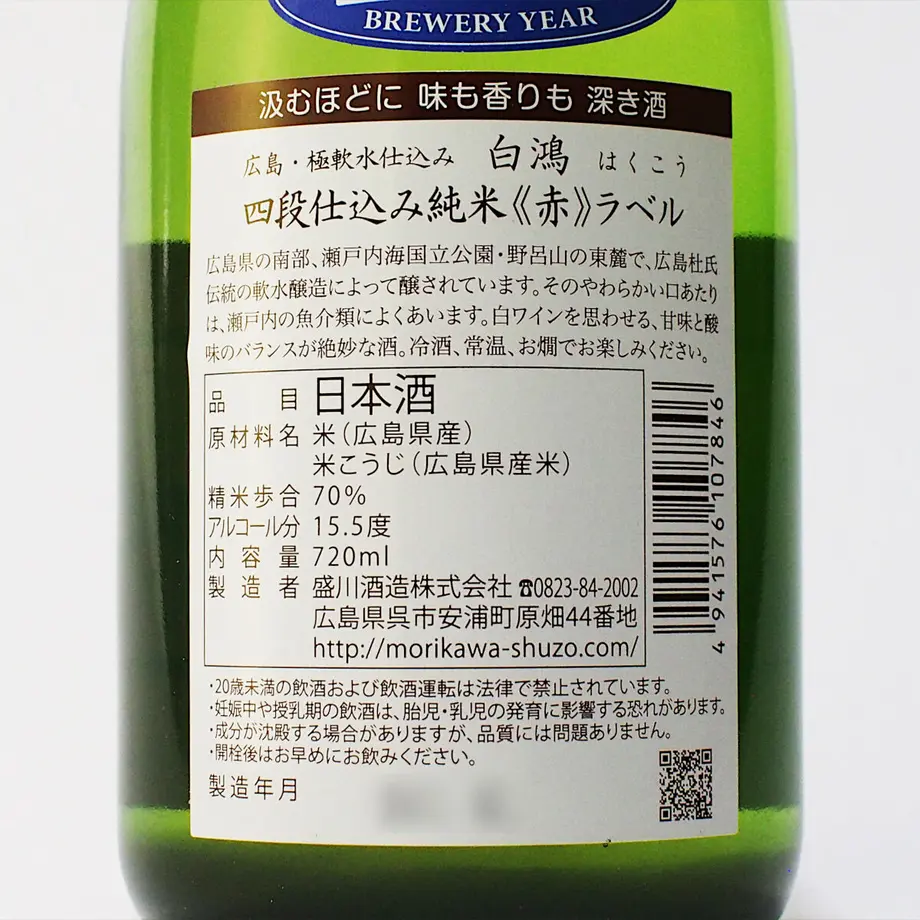 BREWERY YEAR
汲むほどに 味も香りも 深き酒
広島・極軟水仕込み 白鴻 はくこう
四段仕込み純米《赤》ラベル
広島県の南部、瀬戸内海国立公園・野呂山の東麓で、広島杜氏
伝統の軟水醸造によって醸されています。そのやわらかい口あたり
は、瀬戸内の魚介類によくあいます。白ワインを思わせる、甘味と酸
味のバランスが絶妙な酒。冷酒、常温、お燗でお楽しみください。
品目 日本酒
原材料名 米(広島県産)
米こうじ(広島県産米)
精米歩合 70%
アルコール分 15.5度
内容量 720ml
製造者 盛川酒造株式会社 ☎0823-84-2002
広島県呉市安浦町原畑44番地
http://morikawa-shuzo.com/
4 941576 107846
・20歳未満の飲酒および飲酒運転は法律で禁止されています。
・妊娠中や授乳期の飲酒は、胎児・乳児の発育に影響する恐れがあります。
・成分が沈殿する場合がありますが、品質には問題ありません。
・開栓後はお早めにお飲みください。
製造年月